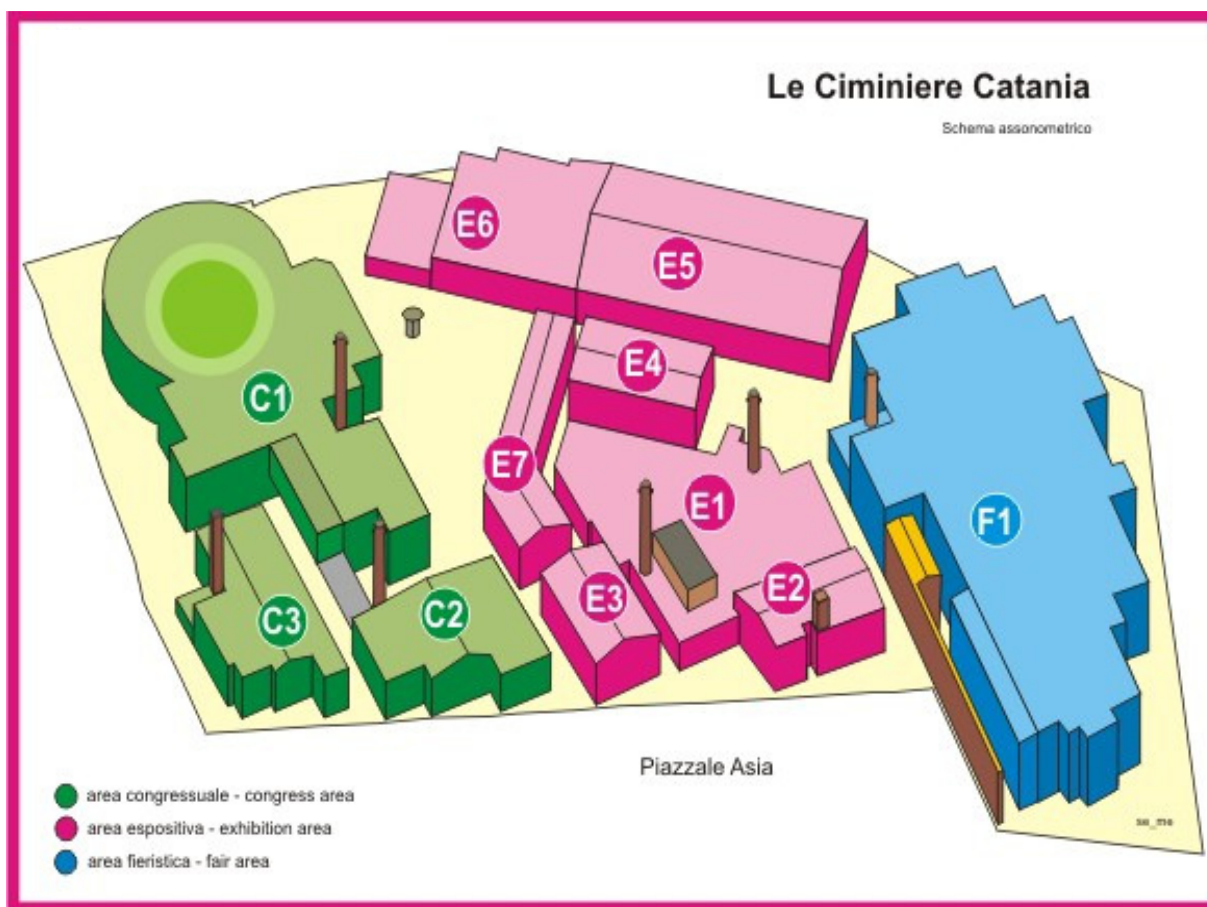 Le Ciminiere Catania
Schema assonometrico
E6
E5
C1
E4
E7
E1
F1
C3
C2
E3
E2
Piazzale Asia
area congressuale - congress area
area espositiva - exhibition area
area fieristica - fair area